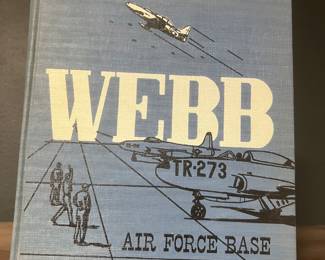 WEBB
TR-273
AIR FORCE BASE